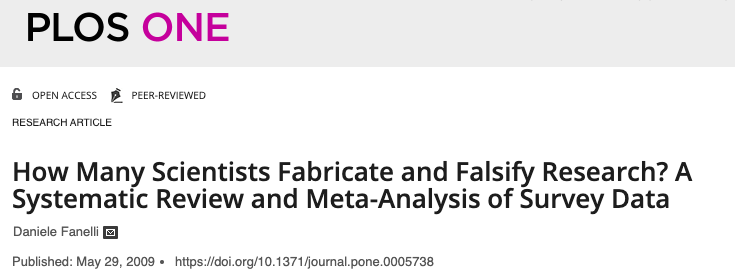 PLOS ONE
OPEN ACCESS PEER-REVIEWED
RESEARCH ARTICLE
How Many Scientists Fabricate and Falsify Research? A
Systematic Review and Meta-Analysis of Survey Data
Daniele Fanelli
Published: May 29, 2009 • https://doi.org/10.1371/journal.pone.0005738